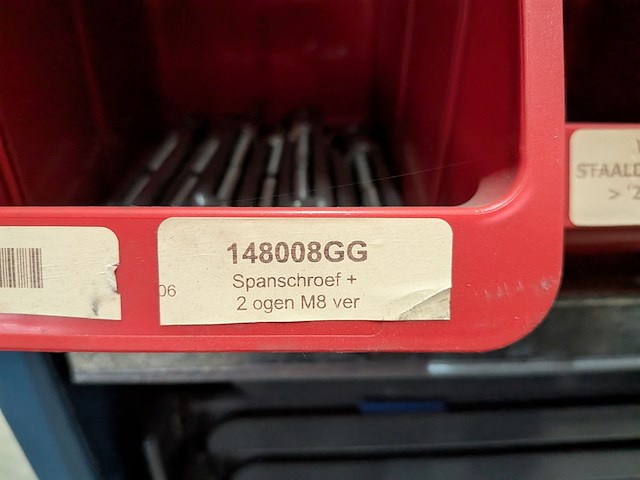 148008GG
Spanschroef +
2 ogen M8 ver
06
STAALD
> '2